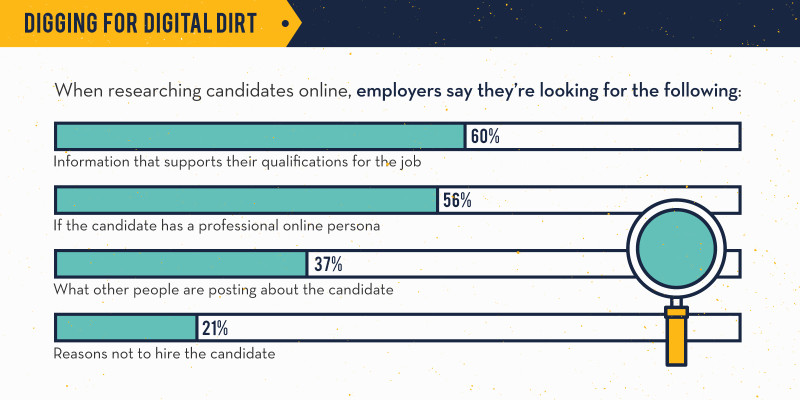 DIGGING FOR DIGITAL DIRT
When researching candidates online, employers say they're looking for the following:
60%
Information that supports their qualifications for the job
56%
If the candidate has a professional online persona
37%
What other people are posting about the candidate
21%
Reasons not to hire the candidate